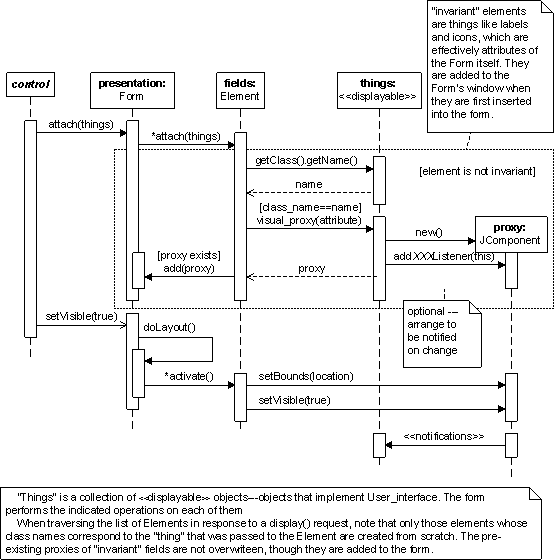 "invariant" elements
are things like labels
and icons, which are
effectively attributes of
the Form itself. They
are added to the
Form's window when
they are first inserted
into the form.
control
presentation:
Form
fields:
Element
things:
<<displayable>>
attach(things)
*attach(things)
getClass().getName()
[element is not invariant]
name
[class_name==name]
visual_proxy(attribute)
new()
proxy:
JComponent
[proxy exists]
add(proxy)
proxy
addXXXListener(this)
setVisible(true)
doLayout()
optional ---
arrange to
be notified
on change
*activate()
setBounds(location)
setVisible(true)
<<notifications>>
"Things" is a collection of <<displayable>> objects---objects that implement User_interface. The form
performs the indicated operations on each of them
When traversing the list of Elements in response to a display() request, note that only those elements whose
class names correspond to the "thing" that was passed to the Element are created from scratch. The pre-
existing proxies of "invariant" fields are not overwriteen, though they are added to the form.